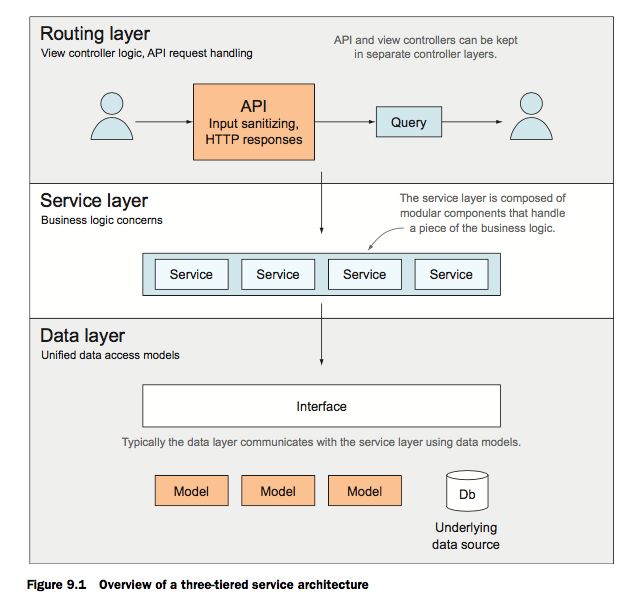 Routing layer
View controller logic, API request handling
API and view controllers can be kept
in separate controller layers.
API
Input sanitizing,
HTTP responses
Query
Service layer
Business logic concerns
The service layer is composed of
modular components that handle
a piece of the business logic.
Service
Service
Service
Service
Data layer
Unified data access models
Interface
Typically the data layer communicates with the service layer using data models.
Model
Model
Model
Db
Underlying
data source
Figure 9.1 Overview of a three-tiered service architecture